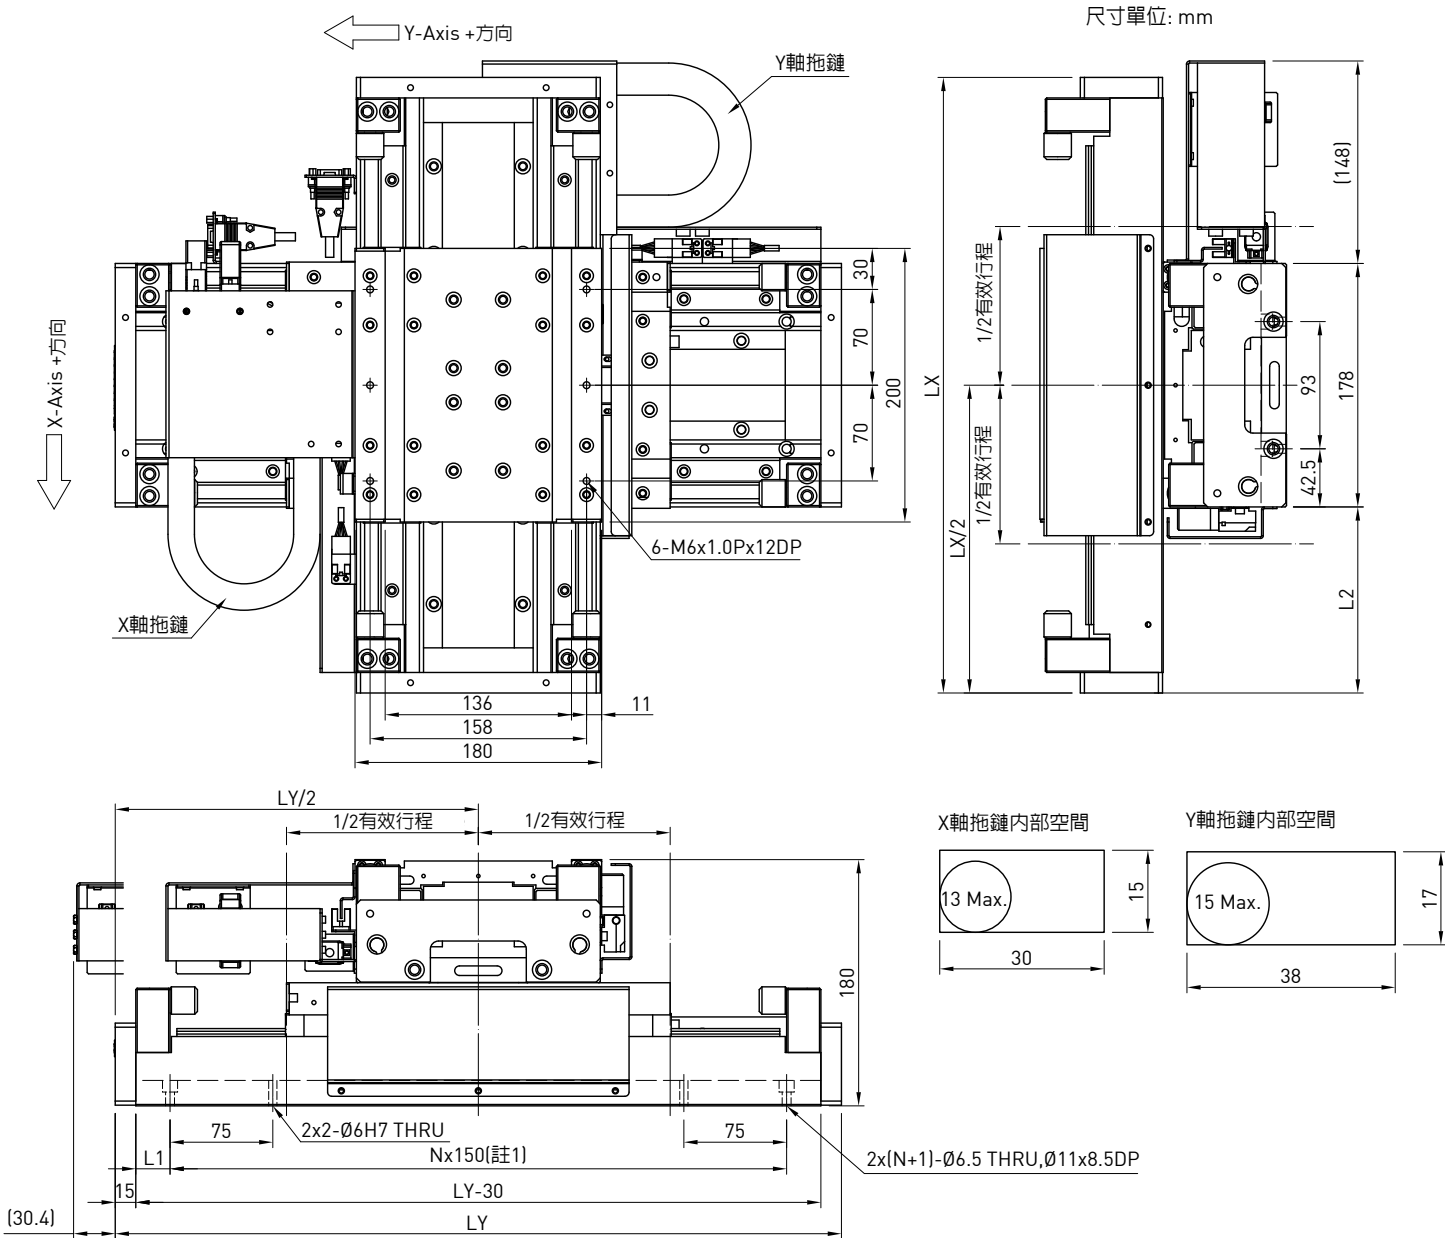 尺寸單位: mm
Y-Axis +方向
Y軸拖鏈
X-Axis +方向
X軸拖鏈
30
70
70
200
6-M6x1.0Px12DP
136
11
158
180
LX
LX/2
1/2有效行程
1/2有效行程
(148)
178
93
42.5
L2
LY/2
1/2有效行程
1/2有效行程
180
75
2x2-Ø6H7 THRU
75
L1
Nx150(註1)
2x(N+1)-Ø6.5 THRU,Ø11x8.5DP
15
LY-30
(30.4)
LY
X軸拖鏈內部空間
13 Max.
15
30
Y軸拖鏈內部空間
15 Max.
17
38